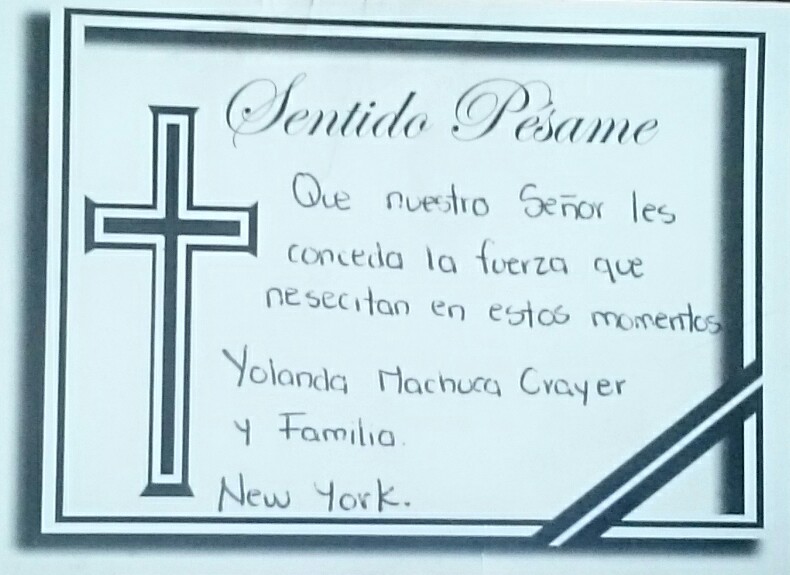 Sentido Pésame
Que nuestro Señor les
conceda la fuerza que
nesecitan en estos momentos
Yolanda Machuca Crayer
y Familia.
New York.